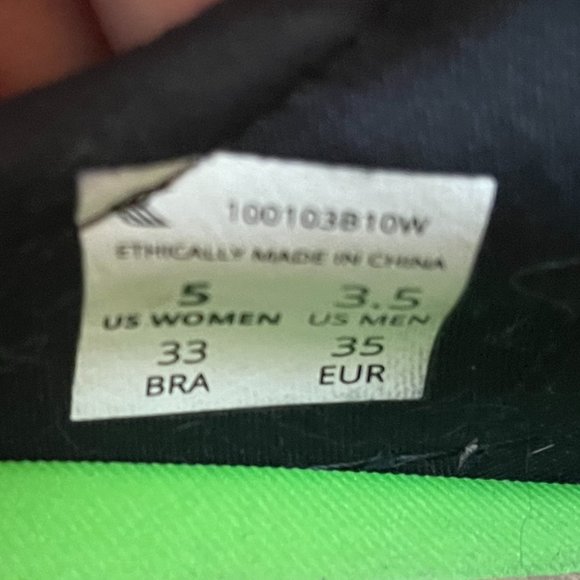 100103B10W
ETHICALLY MADE IN CHINA
5 3.5
US WOMEN US MEN
33 35
BRA EUR